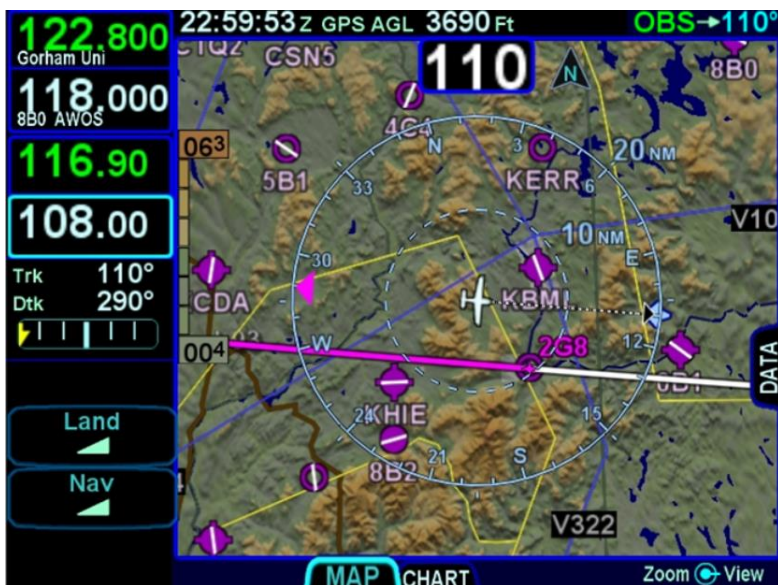 122.800
Gorham Uni
118.000
8B0 AWOS
116.90
108.00
Trk 110°
Dtk 290°
Land
Nav
22:59:53 Z GPS AGL 3690 Ft
OBS→110°
CSN5
110
N
8B0
063
4C4
N
3
20 NM
5B1
KERR
6
33
V10
10 NM
30
E
CDA
KBML
004
W
2G8
12
DATA
6B1
KHIE
24
15
8B2
21
S
V322
MAP
CHART
Zoom
View